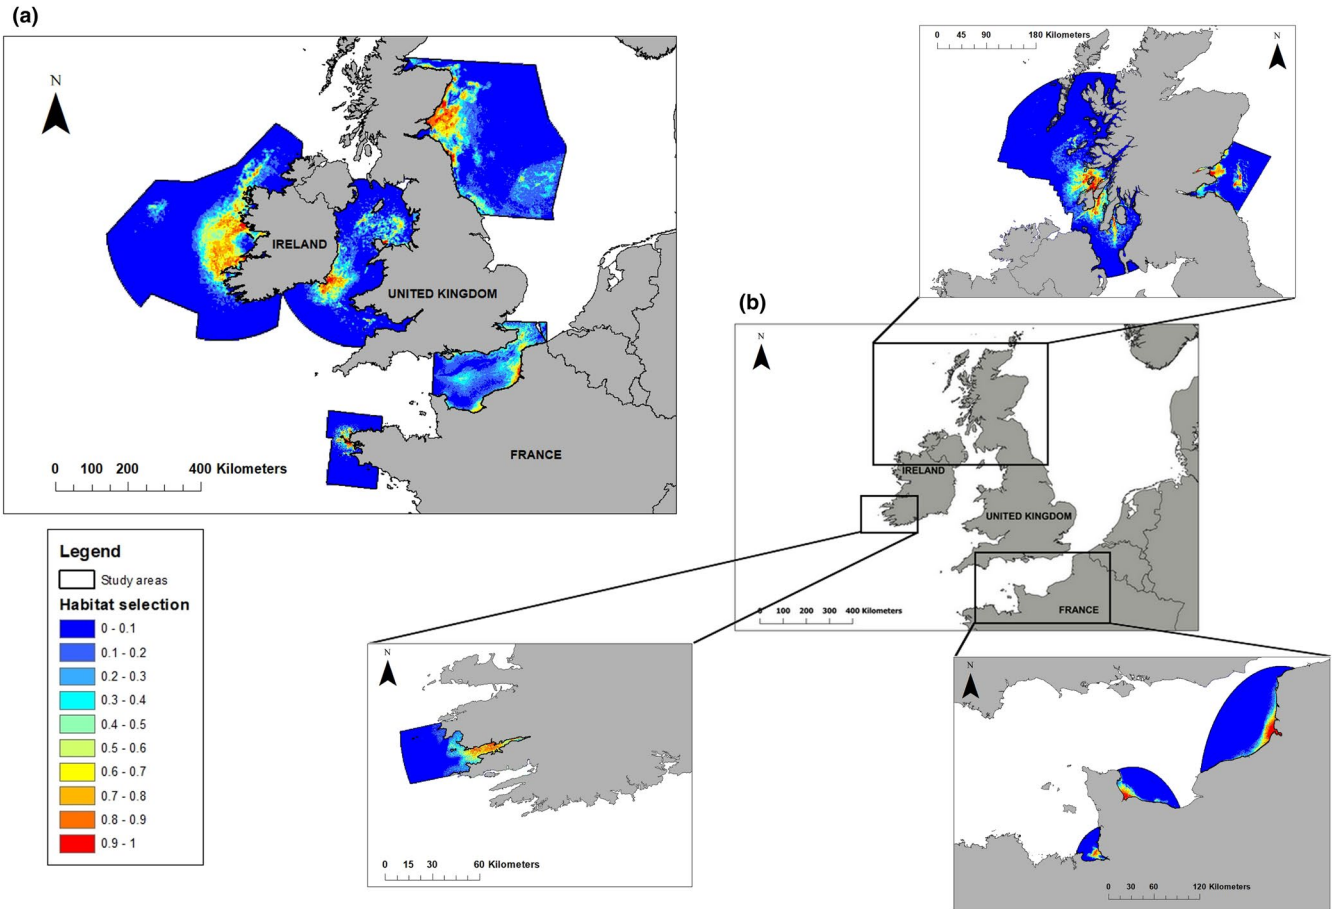 (a)
N
IRELAND
UNITED KINGDOM
FRANCE
0 100 200 400 Kilometers
Legend
Study areas
Habitat selection
0 - 0.1
0.1 - 0.2
0.2 - 0.3
0.3 - 0.4
0.4 - 0.5
0.5 - 0.6
0.6 - 0.7
0.7 - 0.8
0.8 - 0.9
0.9 - 1
0 45 90 180 Kilometers
N
(b)
N
IRELAND
UNITED KINGDOM
FRANCE
0 100 200 300 400 Kilometers
N
0 15 30 60 Kilometers
N
0 30 60 120 Kilometers